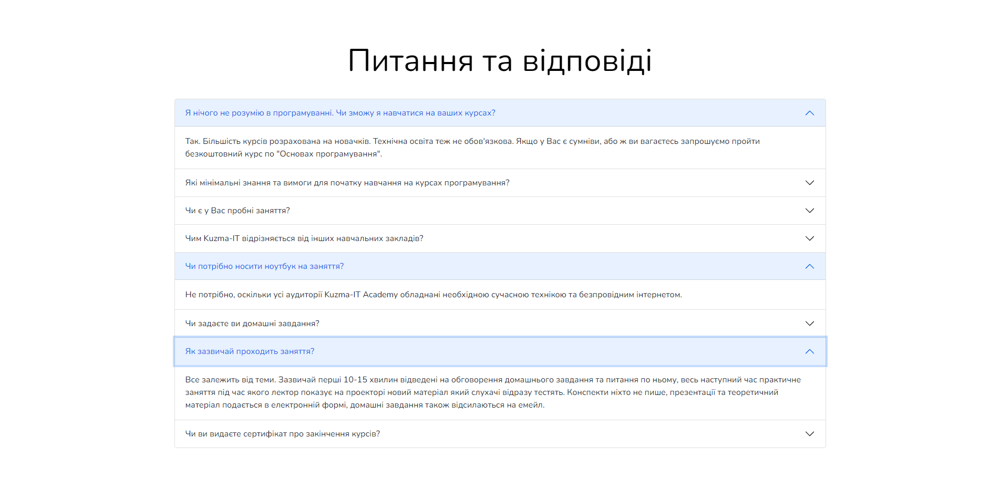 Питання та відповіді
Я нічого не розумію в програмуванні. Чи зможу я навчатися на ваших курсах?
Так. Більшість курсів розрахована на новачків. Технічна освіта теж не обов'язкова. Якщо у Вас є сумніви, або ж ви вагаєтесь запрошуємо пройти
безкоштовний курс по "Основах програмування".
Які мінімальні знання та вимоги для початку навчання на курсах програмування?
Чи є у Вас пробні заняття?
Чим Kuzma-IT відрізняється від інших навчальних закладів?
Чи потрібно носити ноутбук на заняття?
Не потрібно, оскільки усі аудиторії Kuzma-IT Academy обладнані необхідною сучасною технікою та безпровідним інтернетом.
Чи задаєте ви домашні завдання?
Як зазвичай проходить заняття?
Все залежить від теми. Зазвичай перші 10-15 хвилин відведені на обговорення домашнього завдання та питання по ньому, весь наступний час практичне
заняття під час якого лектор показує на проекторі новий матеріал який слухачі відразу тестять. Конспекти ніхто не пише, презентації та теоретичний
матеріал подається в електронній формі, домашні завдання також відсилаються на емейл.
Чи ви видаєте сертифікат про закінчення курсів?